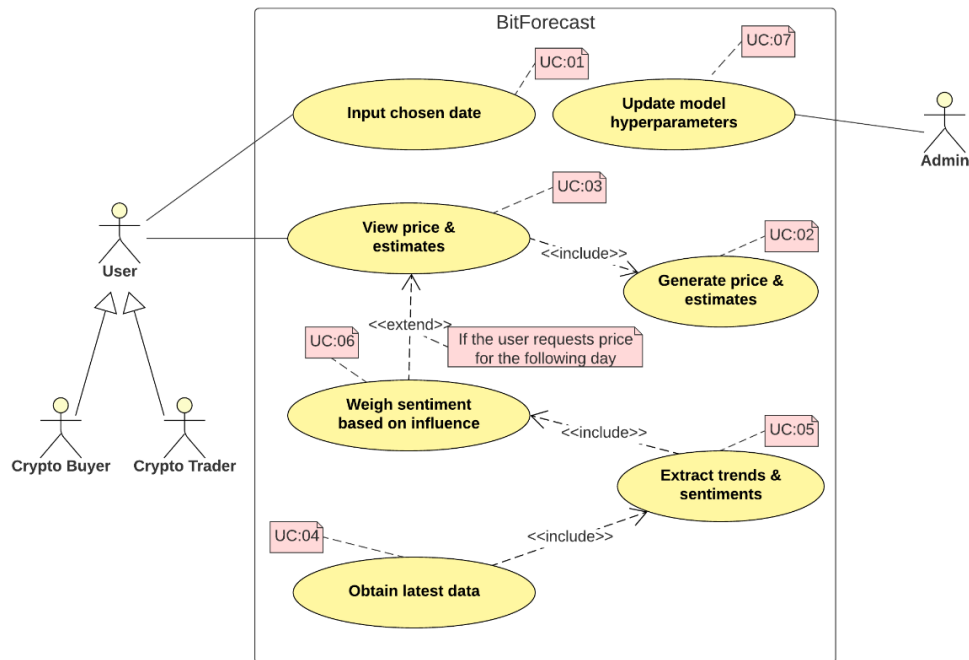 BitForecast
UC:01
UC:07
Input chosen date
Update model
hyperparameters
Admin
UC:03
View price &
estimates
UC:02
User
<<include>>
Generate price &
estimates
<<extend>>
If the user requests price
for the following day
UC:06
Weigh sentiment
based on influence
UC:05
<<include>>
Crypto Buyer
Crypto Trader
Extract trends &
sentiments
UC:04
<<include>>
Obtain latest data